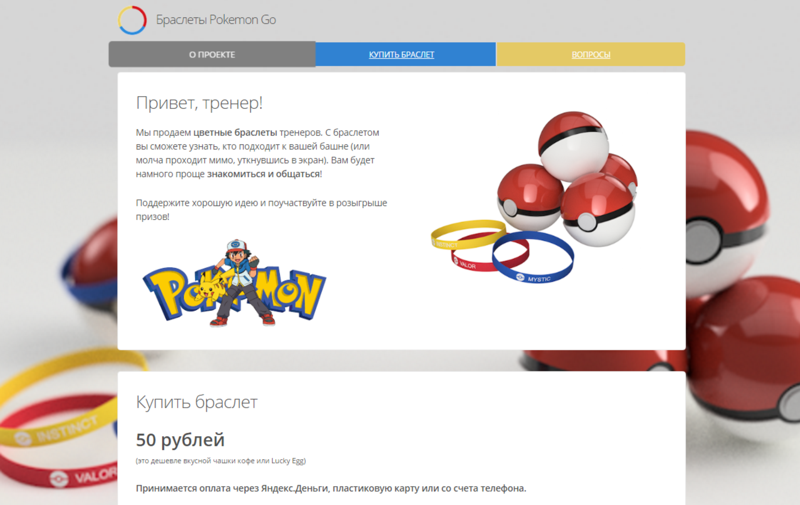 Браслеты Pokemon Go
О ПРОЕКТЕ
КУПИТЬ БРАСЛЕТ
ВОПРОСЫ
Привет, тренер!
Мы продаем цветные браслеты тренеров. С браслетом
вы сможете узнать, кто подходит к вашей башне (или
молча проходит мимо, уткнувшись в экран). Вам будет
намного проще знакомиться и общаться!
Поддержите хорошую идею и поучаствуйте в розыгрыше
призов!
POKÉMON
INSTINCT
VALOR
MYSTIC
INSTINCT
VALOR
Купить браслет
50 рублей
(это дешевле вкусной чашки кофе или Lucky Egg)
Принимается оплата через Яндекс.Деньги, пластиковую карту или со счета телефона.